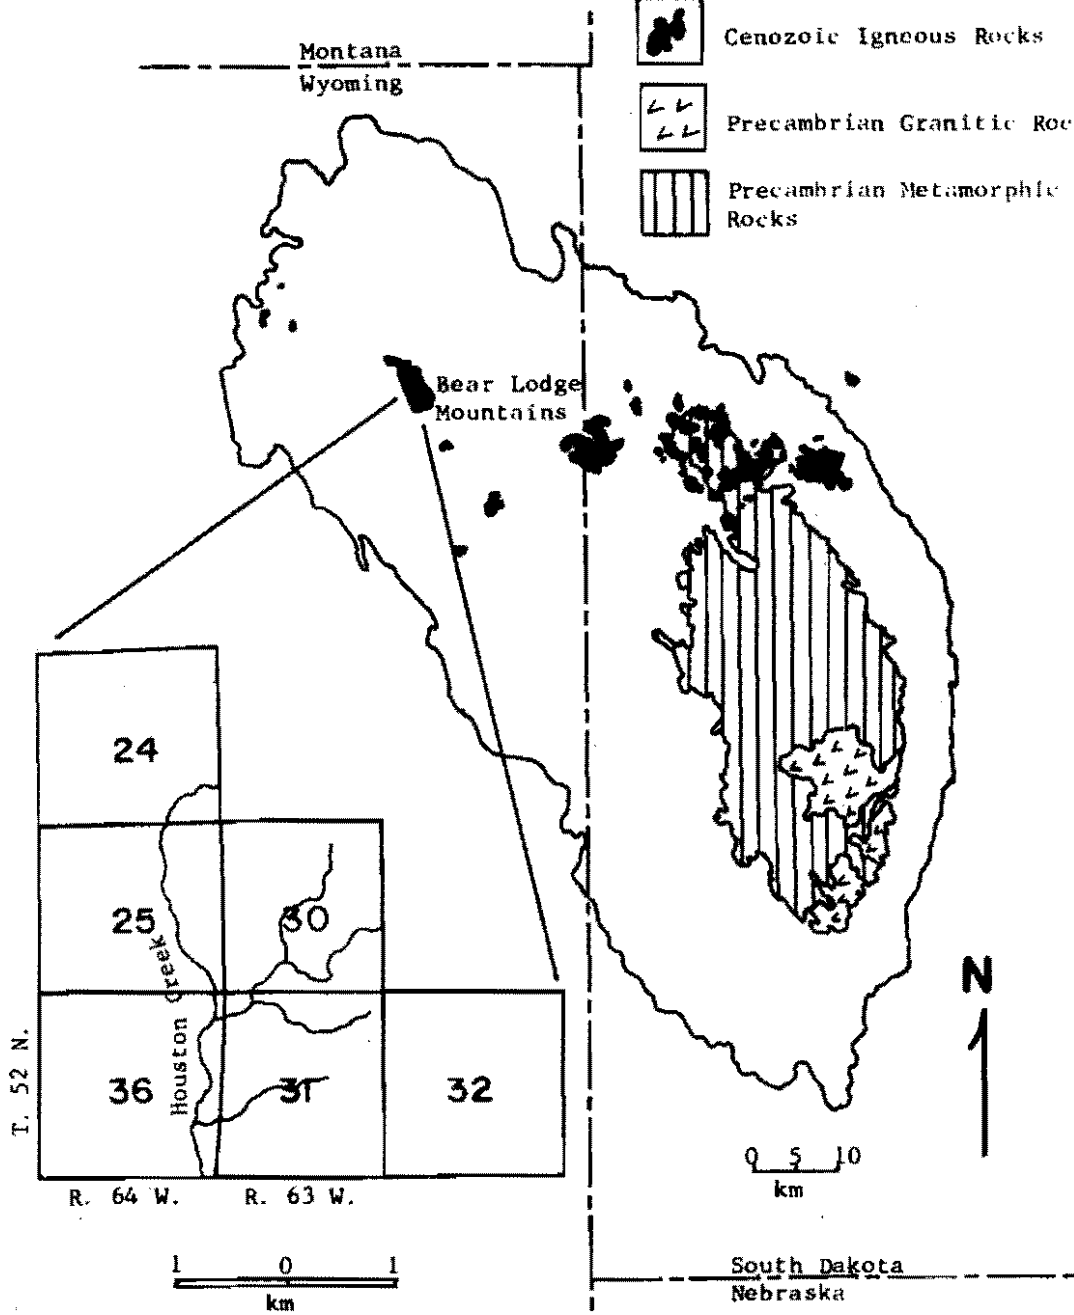 Cenozoic Igneous Rocks
Montana
Wyoming
Precambrian Granitic Roc
Precambrian Metamorphic
Rocks
Bear Lodge
Mountains
24
25
30
Houston Creek
36
31
32
T. 52 N.
R. 64 W.
R. 63 W.
N
0 5 10
km
1 0 1
km
South Dakota
Nebraska